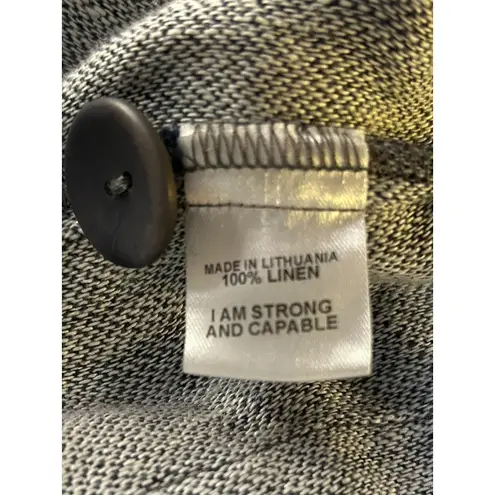 MADE IN LITHUANIA
100% LINEN
I AM STRONG
AND CAPABLE